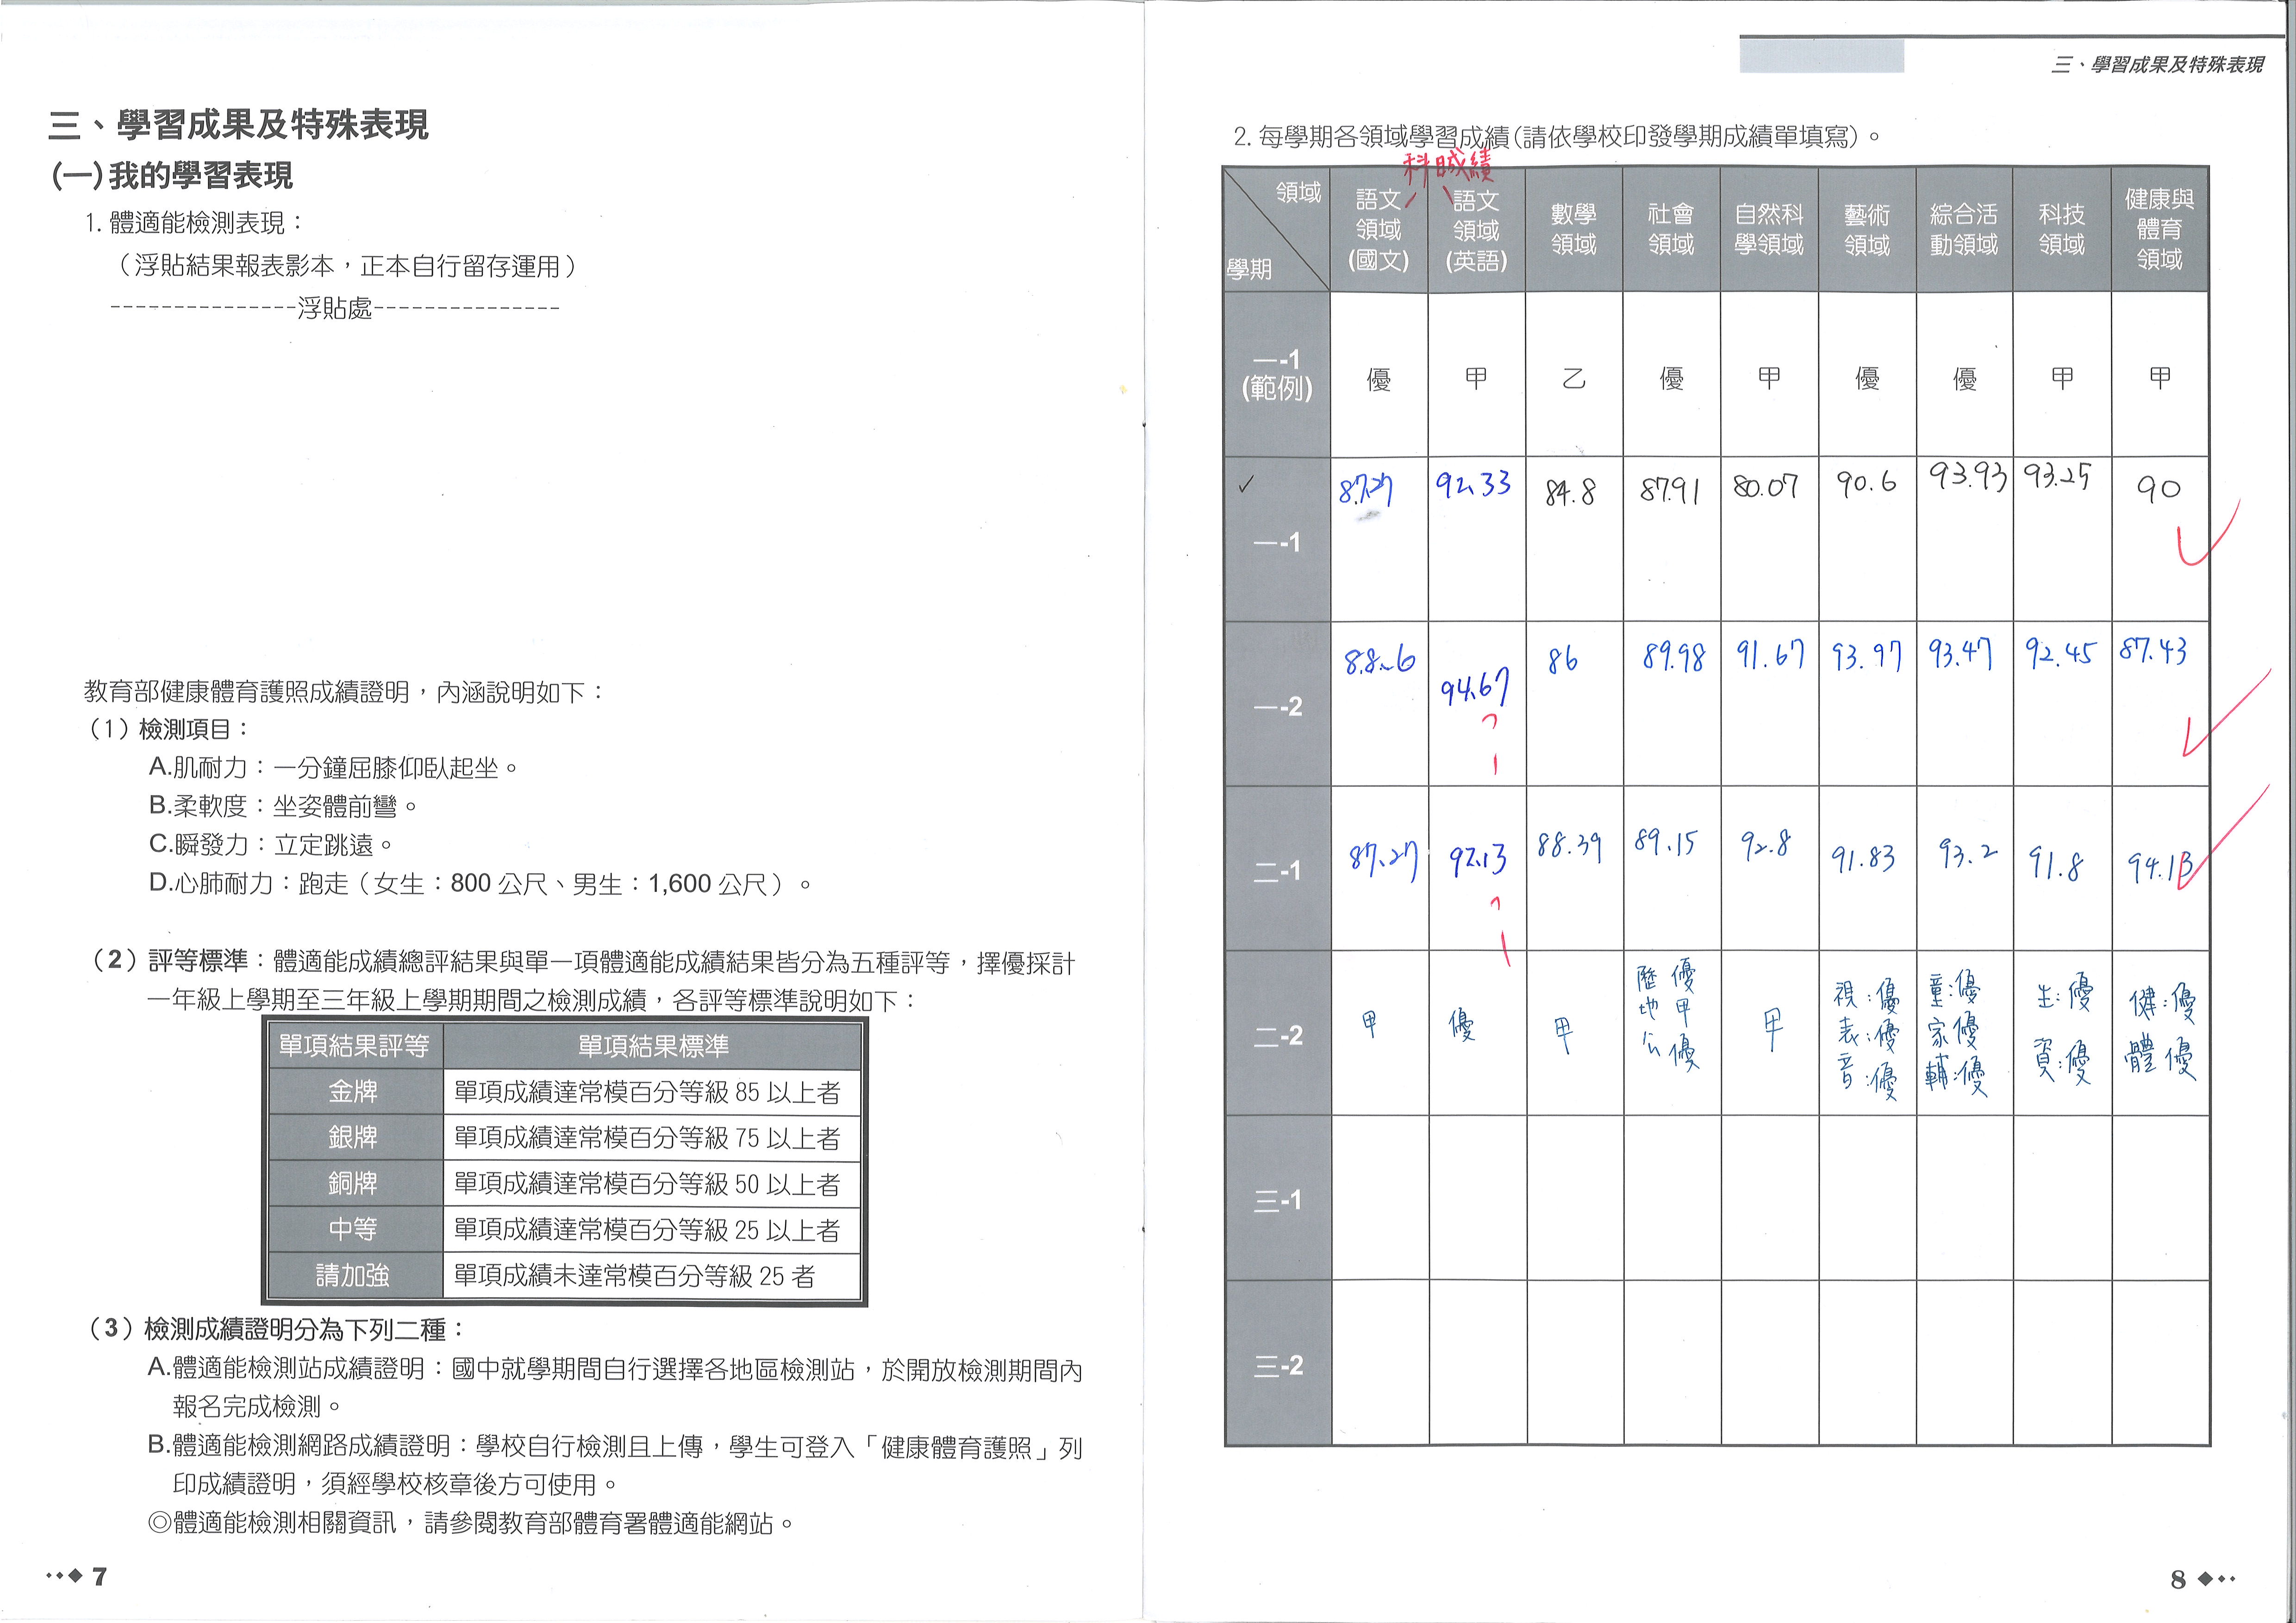 三、學習成果及特殊表現
(一)我的學習表現
1. 體適能檢測表現：
（浮貼結果報表影本，正本自行留存運用）
---------------浮貼處---------------
教育部健康體育護照成績證明，內涵說明如下：
（1）檢測項目：
A.肌耐力：一分鐘屈膝仰臥起坐。
B.柔軟度：坐姿體前彎。
C.瞬發力：立定跳遠。
D.心肺耐力：跑走（女生：800 公尺、男生：1,600 公尺）。
（2）評等標準：體適能成績總評結果與單一項體適能成績結果皆分為五種評等，擇優採計
一年級上學期至三年級上學期期間之檢測成績，各評等標準說明如下：
單項結果評等 單項結果標準
金牌 單項成績達常模百分等級 85 以上者
銀牌 單項成績達常模百分等級 75 以上者
銅牌 單項成績達常模百分等級 50 以上者
中等 單項成績達常模百分等級 25 以上者
請加強 單項成績未達常模百分等級 25 者
（3）檢測成績證明分為下列二種：
A.體適能檢測站成績證明：國中就學期間自行選擇各地區檢測站，於開放檢測期間內
報名完成檢測。
B.體適能檢測網路成績證明：學校自行檢測且上傳，學生可登入「健康體育護照」列
印成績證明，須經學校核章後方可使用。
◎體適能檢測相關資訊，請參閱教育部體育署體適能網站。
7
三、學習成果及特殊表現
2. 每學期各領域學習成績(請依學校印發學期成績單填寫)。
科 成績
領域 學期 語文領域(國文) 語文領域(英語) 數學領域 社會領域 自然科學領域 藝術領域 綜合活動領域 科技領域 健康與體育領域
一-1(範例) 優 甲 乙 優 甲 優 優 甲 甲
✓ 一-1 87.27 92.33 84.8 87.91 80.07 90.6 93.93 93.25 90
一-2 88.6 94.67 86 89.98 91.67 93.97 93.47 92.45 87.43
二-1 87.27 92.13 88.39 89.15 92.8 91.83 93.2 91.8 94.13
二-2 甲 優 甲 歷優 地甲 公優 甲 視:優 表:優 音:優 童:優 家優 輔:優 生:優 資:優 健:優 體優
三-1
三-2
8